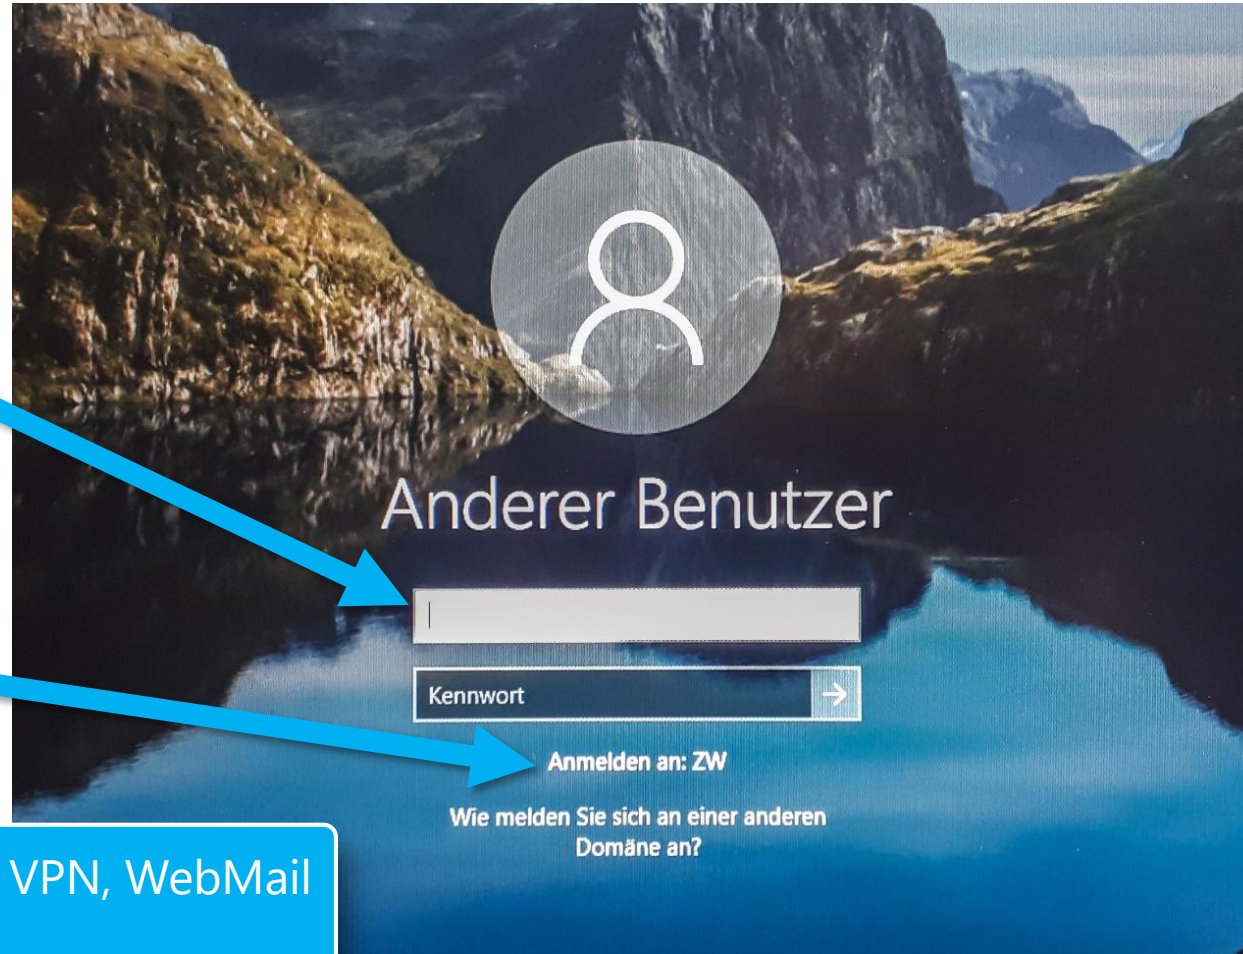 Anderer Benutzer
Kennwort
Anmelden an: ZW
Wie melden Sie sich an einer anderen
Domäne an?
VPN, WebMail